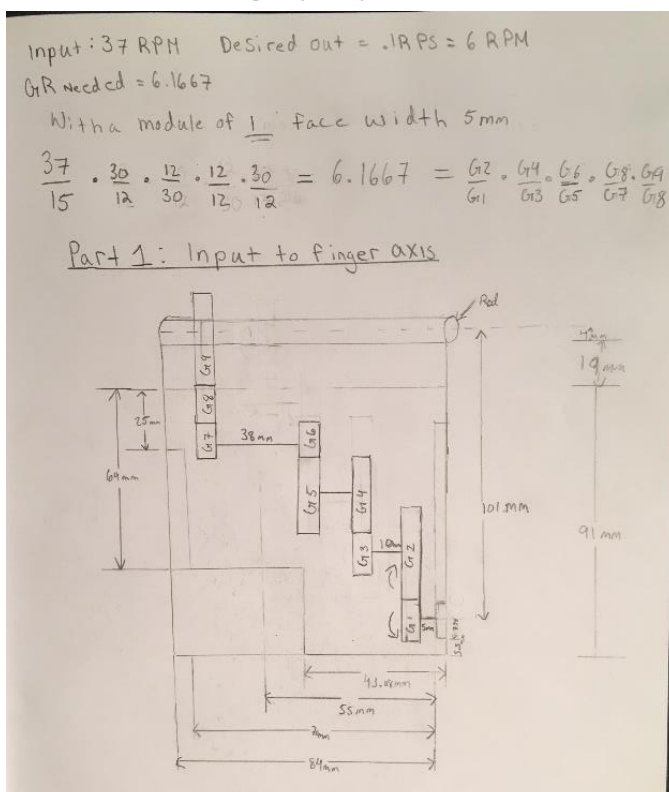 Input: 37 RPM   Desired out = .1RPS = 6 RPM
GR Needed = 6.1667
With a module of 1   face width 5mm
37/15 · 30/12 · 12/30 · 12/12 · 30/12 = 6.1667 = G2/G1 · G4/G3 · G6/G5 · G8/G7 · G9/G8
Part 1: Input to finger axis
Rod
G9
19mm
G8
25mm
G7
38mm
G6
69mm
G5
G4
101mm
91mm
G3
10mm
G2
G1
5mm
43.08mm
55mm
84mm